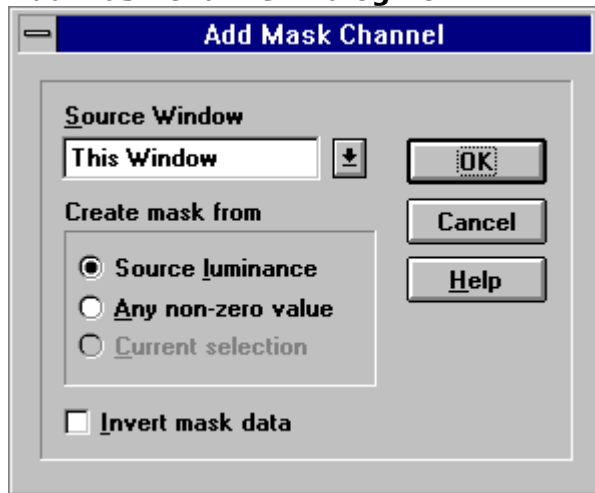 Add Mask Channel
Source Window
This Window
OK
Create mask from
Cancel
Source luminance
Help
Any non-zero value
Current selection
Invert mask data